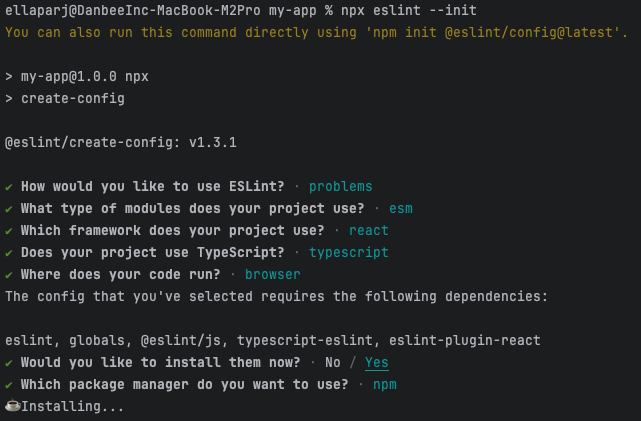 ellaparj@DanbeeInc-MacBook-M2Pro my-app % npx eslint --init
You can also run this command directly using 'npm init @eslint/config@latest'.
> my-app@1.0.0 npx
> create-config
@eslint/create-config: v1.3.1
✔ How would you like to use ESLint? · problems
✔ What type of modules does your project use? · esm
✔ Which framework does your project use? · react
✔ Does your project use TypeScript? · typescript
✔ Where does your code run? · browser
The config that you've selected requires the following dependencies:
eslint, globals, @eslint/js, typescript-eslint, eslint-plugin-react
✔ Would you like to install them now? · No / Yes
✔ Which package manager do you want to use? · npm
☕️Installing...